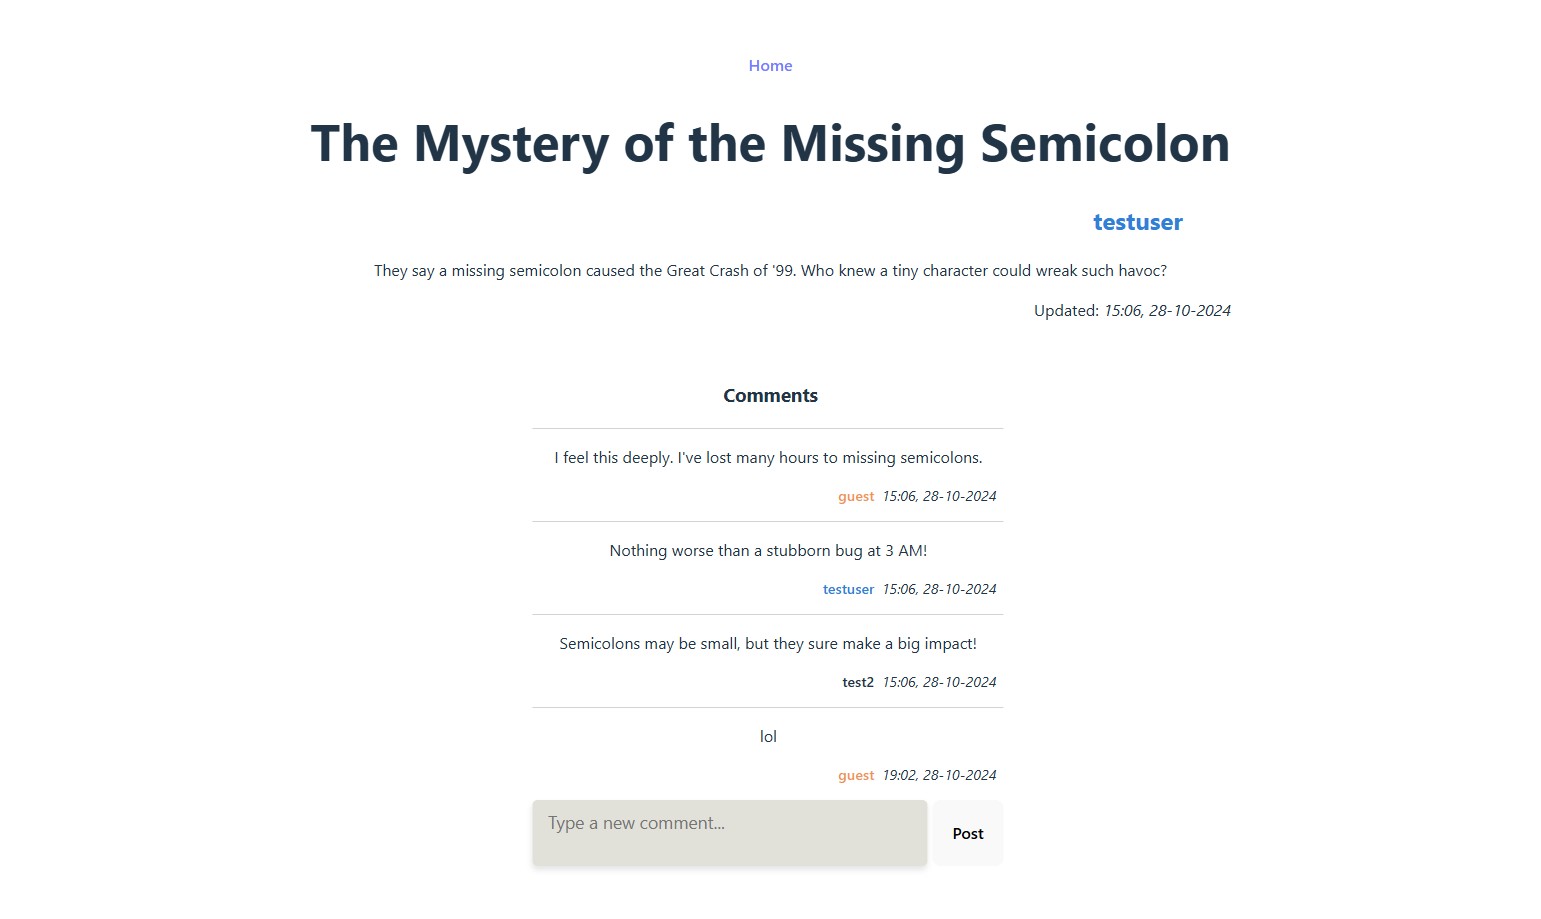 Home
The Mystery of the Missing Semicolon
testuser
They say a missing semicolon caused the Great Crash of '99. Who knew a tiny character could wreak such havoc?
Updated: 15:06, 28-10-2024
Comments
I feel this deeply. I've lost many hours to missing semicolons.
guest 15:06, 28-10-2024
Nothing worse than a stubborn bug at 3 AM!
testuser 15:06, 28-10-2024
Semicolons may be small, but they sure make a big impact!
test2 15:06, 28-10-2024
lol
guest 19:02, 28-10-2024
Type a new comment...
Post